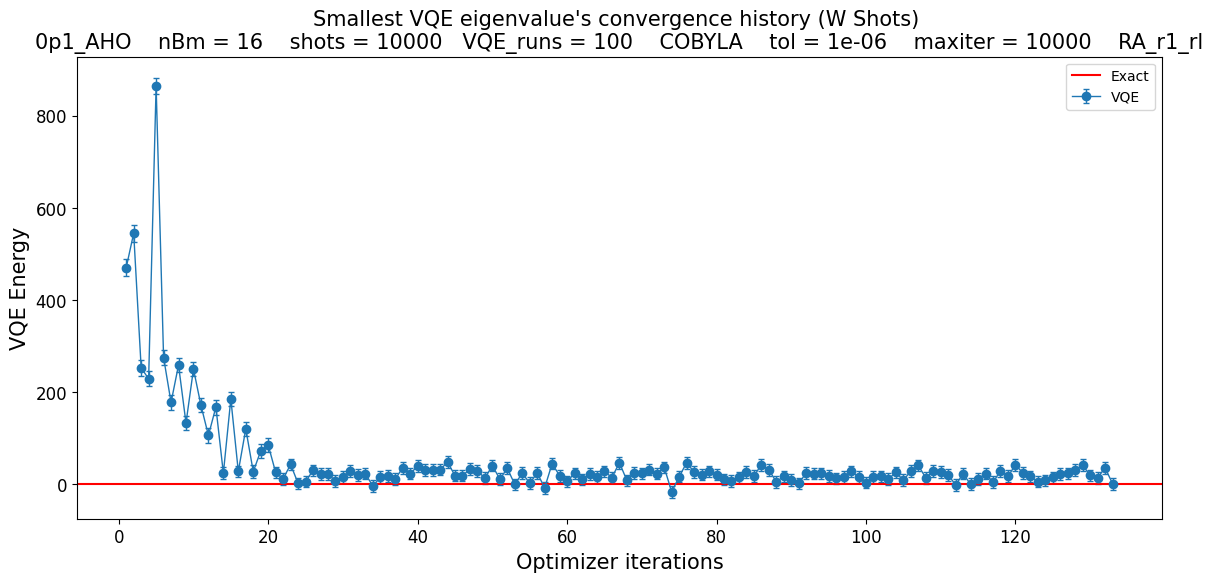 Smallest VQE eigenvalue's convergence history (W Shots)
0p1_AHO nBm = 16 shots = 10000 VQE_runs = 100 COBYLA tol = 1e-06 maxiter = 10000 RA_r1_rl
Exact
VQE
VQE Energy
800
600
400
200
0
0 20 40 60 80 100 120
Optimizer iterations